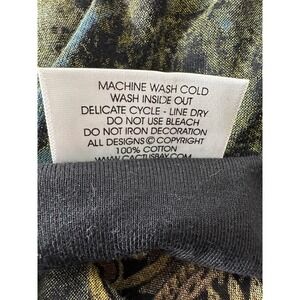 MACHINE WASH COLD
WASH INSIDE OUT
DELICATE CYCLE - LINE DRY
DO NOT USE BLEACH
DO NOT IRON DECORATION
ALL DESIGNS © COPYRIGHT
100% COTTON
WWW.CACTUSBAY.COM